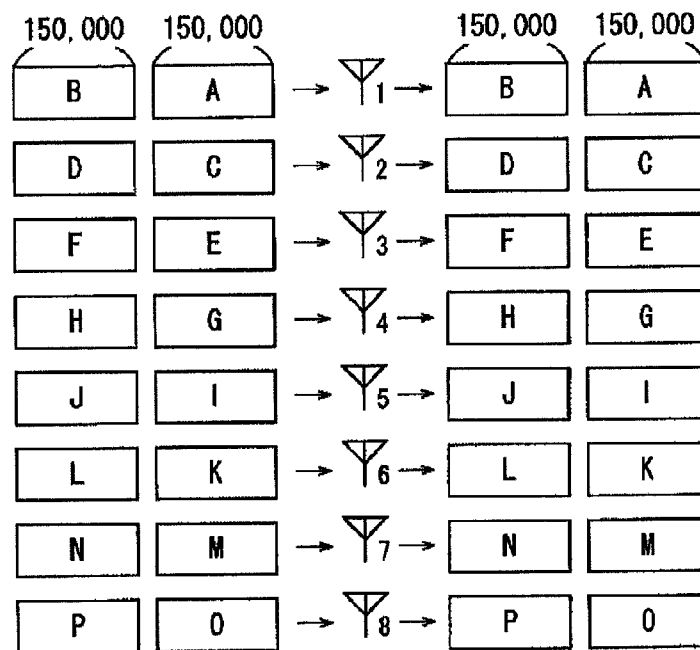 150,000 150,000 150,000 150,000
B A 1 B A
D C 2 D C
F E 3 F E
H G 4 H G
J I 5 J I
L K 6 L K
N M 7 N M
P O 8 P O